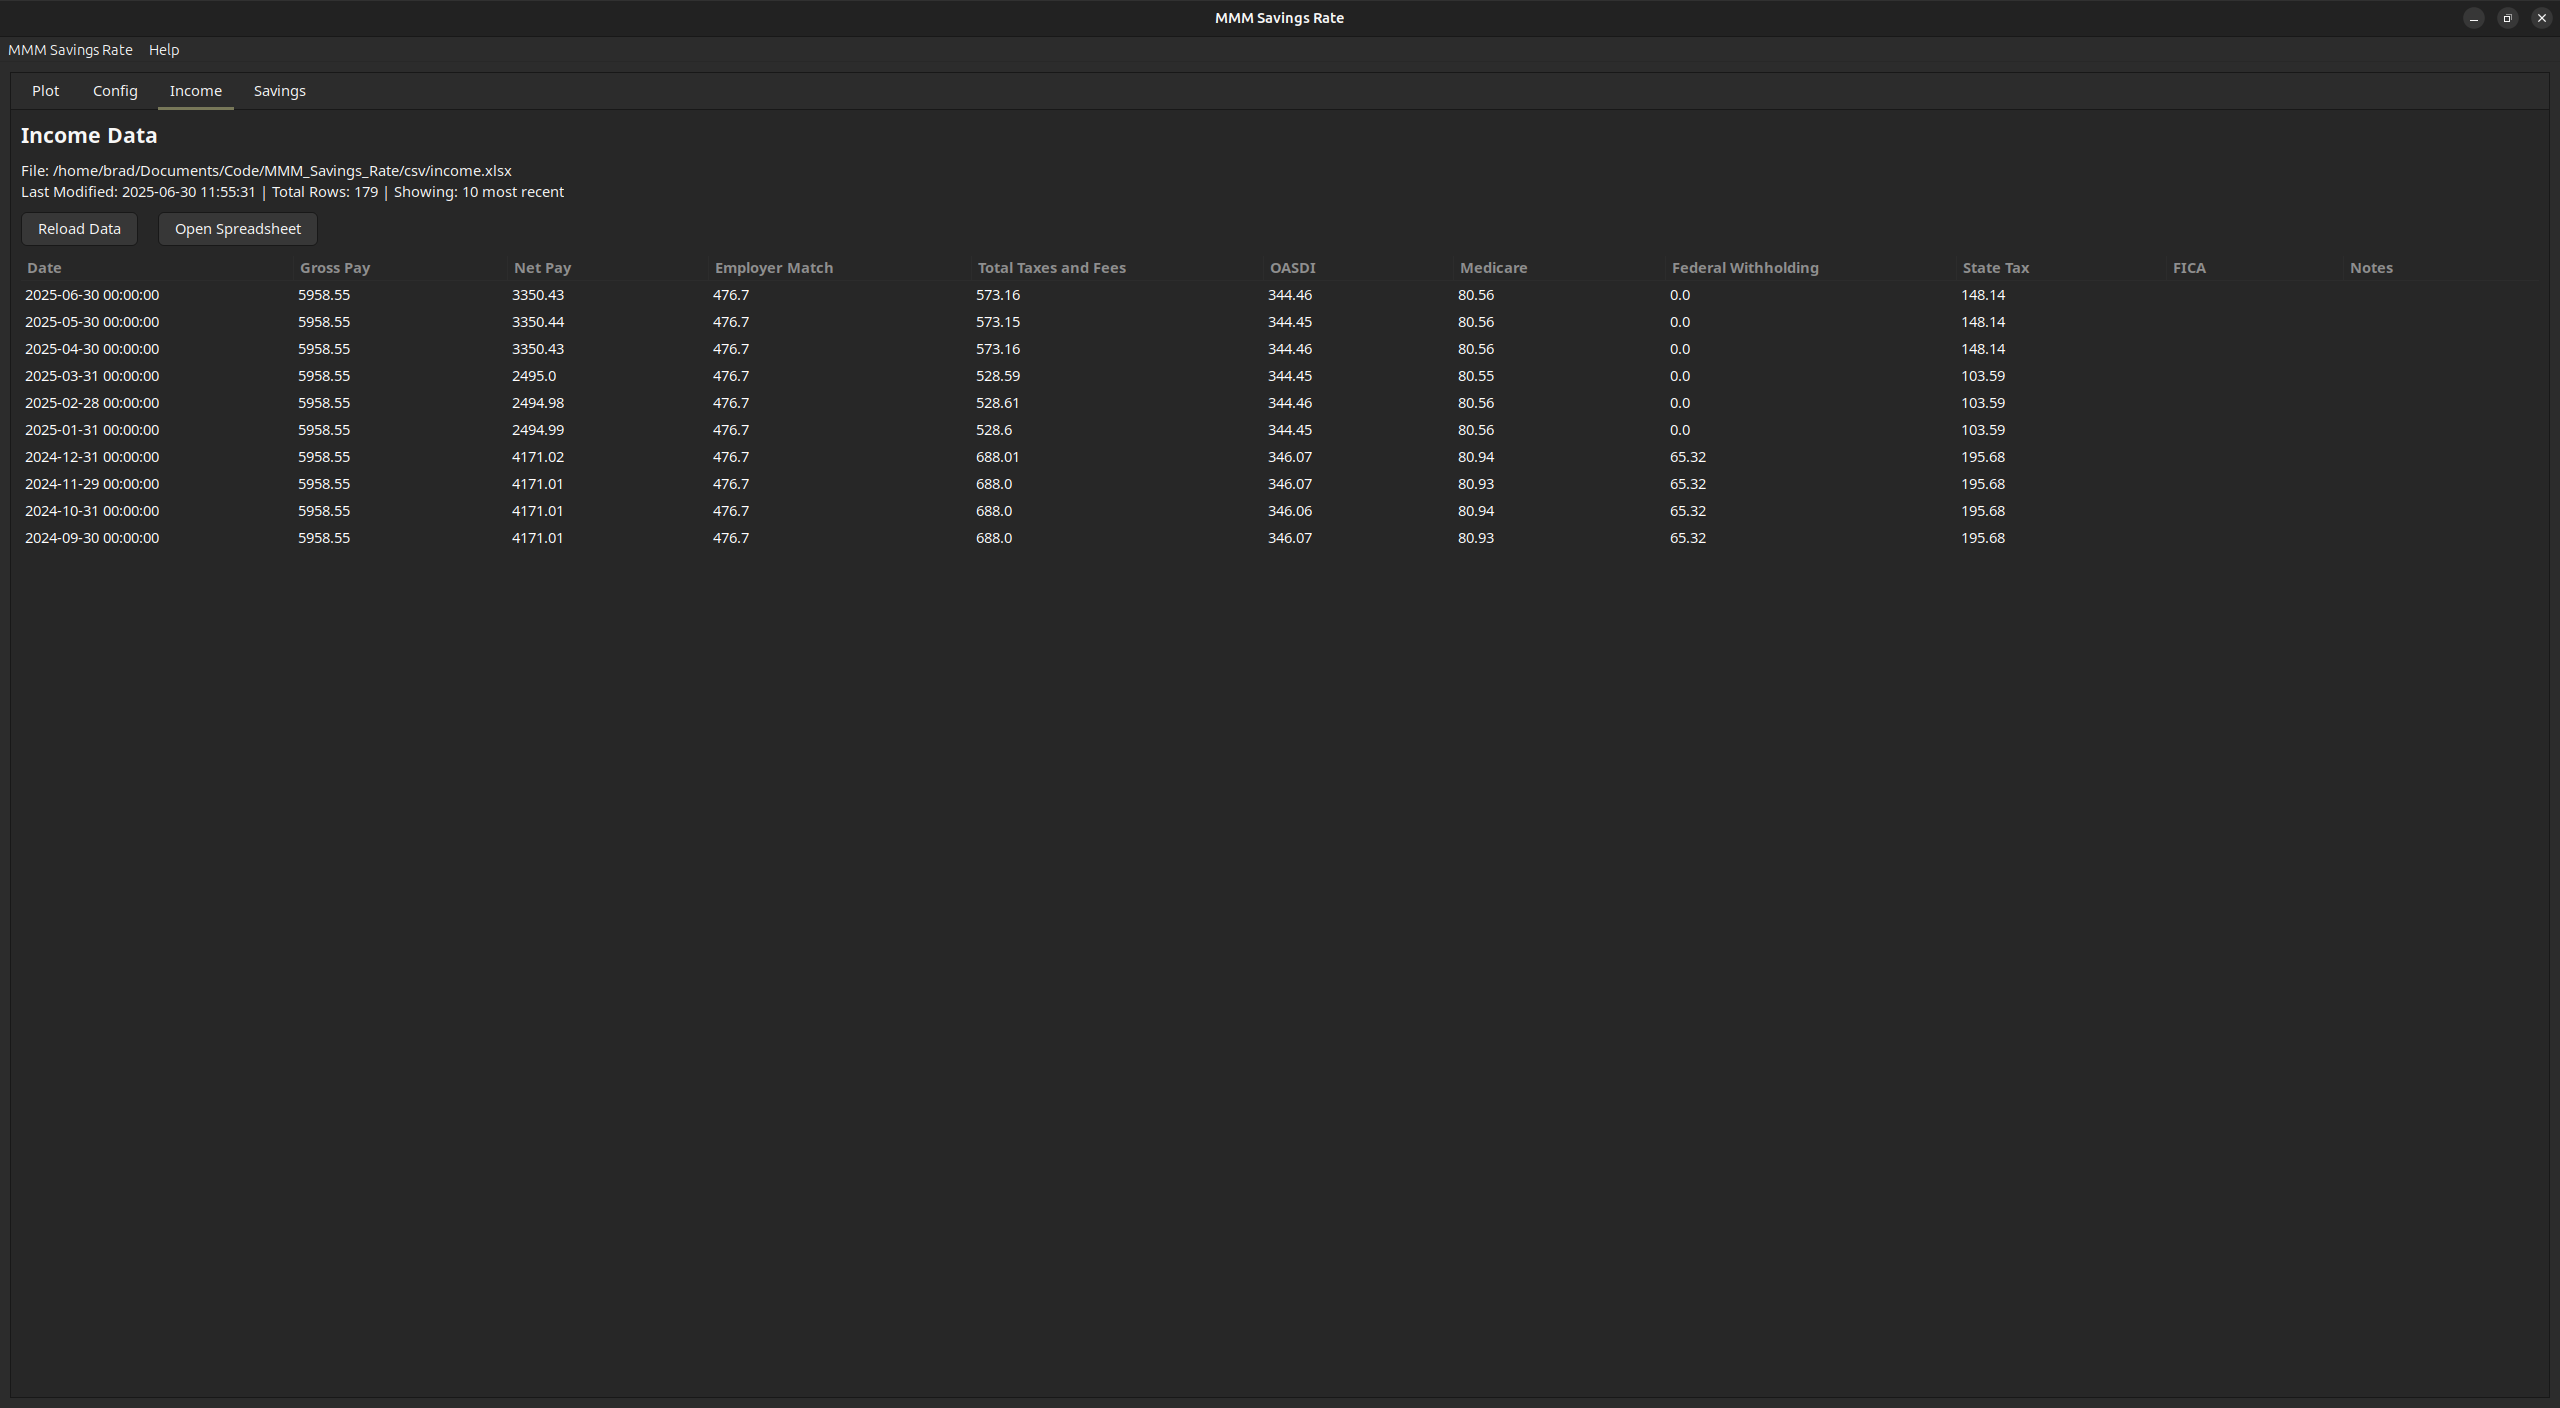 MMM Savings Rate
MMM Savings Rate Help
Plot Config Income Savings
Income Data
File: /home/brad/Documents/Code/MMM_Savings_Rate/csv/income.xlsx
Last Modified: 2025-06-30 11:55:31 | Total Rows: 179 | Showing: 10 most recent
Reload Data Open Spreadsheet
Date Gross Pay Net Pay Employer Match Total Taxes and Fees OASDI Medicare Federal Withholding State Tax FICA Notes
2025-06-30 00:00:00 5958.55 3350.43 476.7 573.16 344.46 80.56 0.0 148.14
2025-05-30 00:00:00 5958.55 3350.44 476.7 573.15 344.45 80.56 0.0 148.14
2025-04-30 00:00:00 5958.55 3350.43 476.7 573.16 344.46 80.56 0.0 148.14
2025-03-31 00:00:00 5958.55 2495.0 476.7 528.59 344.45 80.55 0.0 103.59
2025-02-28 00:00:00 5958.55 2494.98 476.7 528.61 344.46 80.56 0.0 103.59
2025-01-31 00:00:00 5958.55 2494.99 476.7 528.6 344.45 80.56 0.0 103.59
2024-12-31 00:00:00 5958.55 4171.02 476.7 688.01 346.07 80.94 65.32 195.68
2024-11-29 00:00:00 5958.55 4171.01 476.7 688.0 346.07 80.93 65.32 195.68
2024-10-31 00:00:00 5958.55 4171.01 476.7 688.0 346.06 80.94 65.32 195.68
2024-09-30 00:00:00 5958.55 4171.01 476.7 688.0 346.07 80.93 65.32 195.68